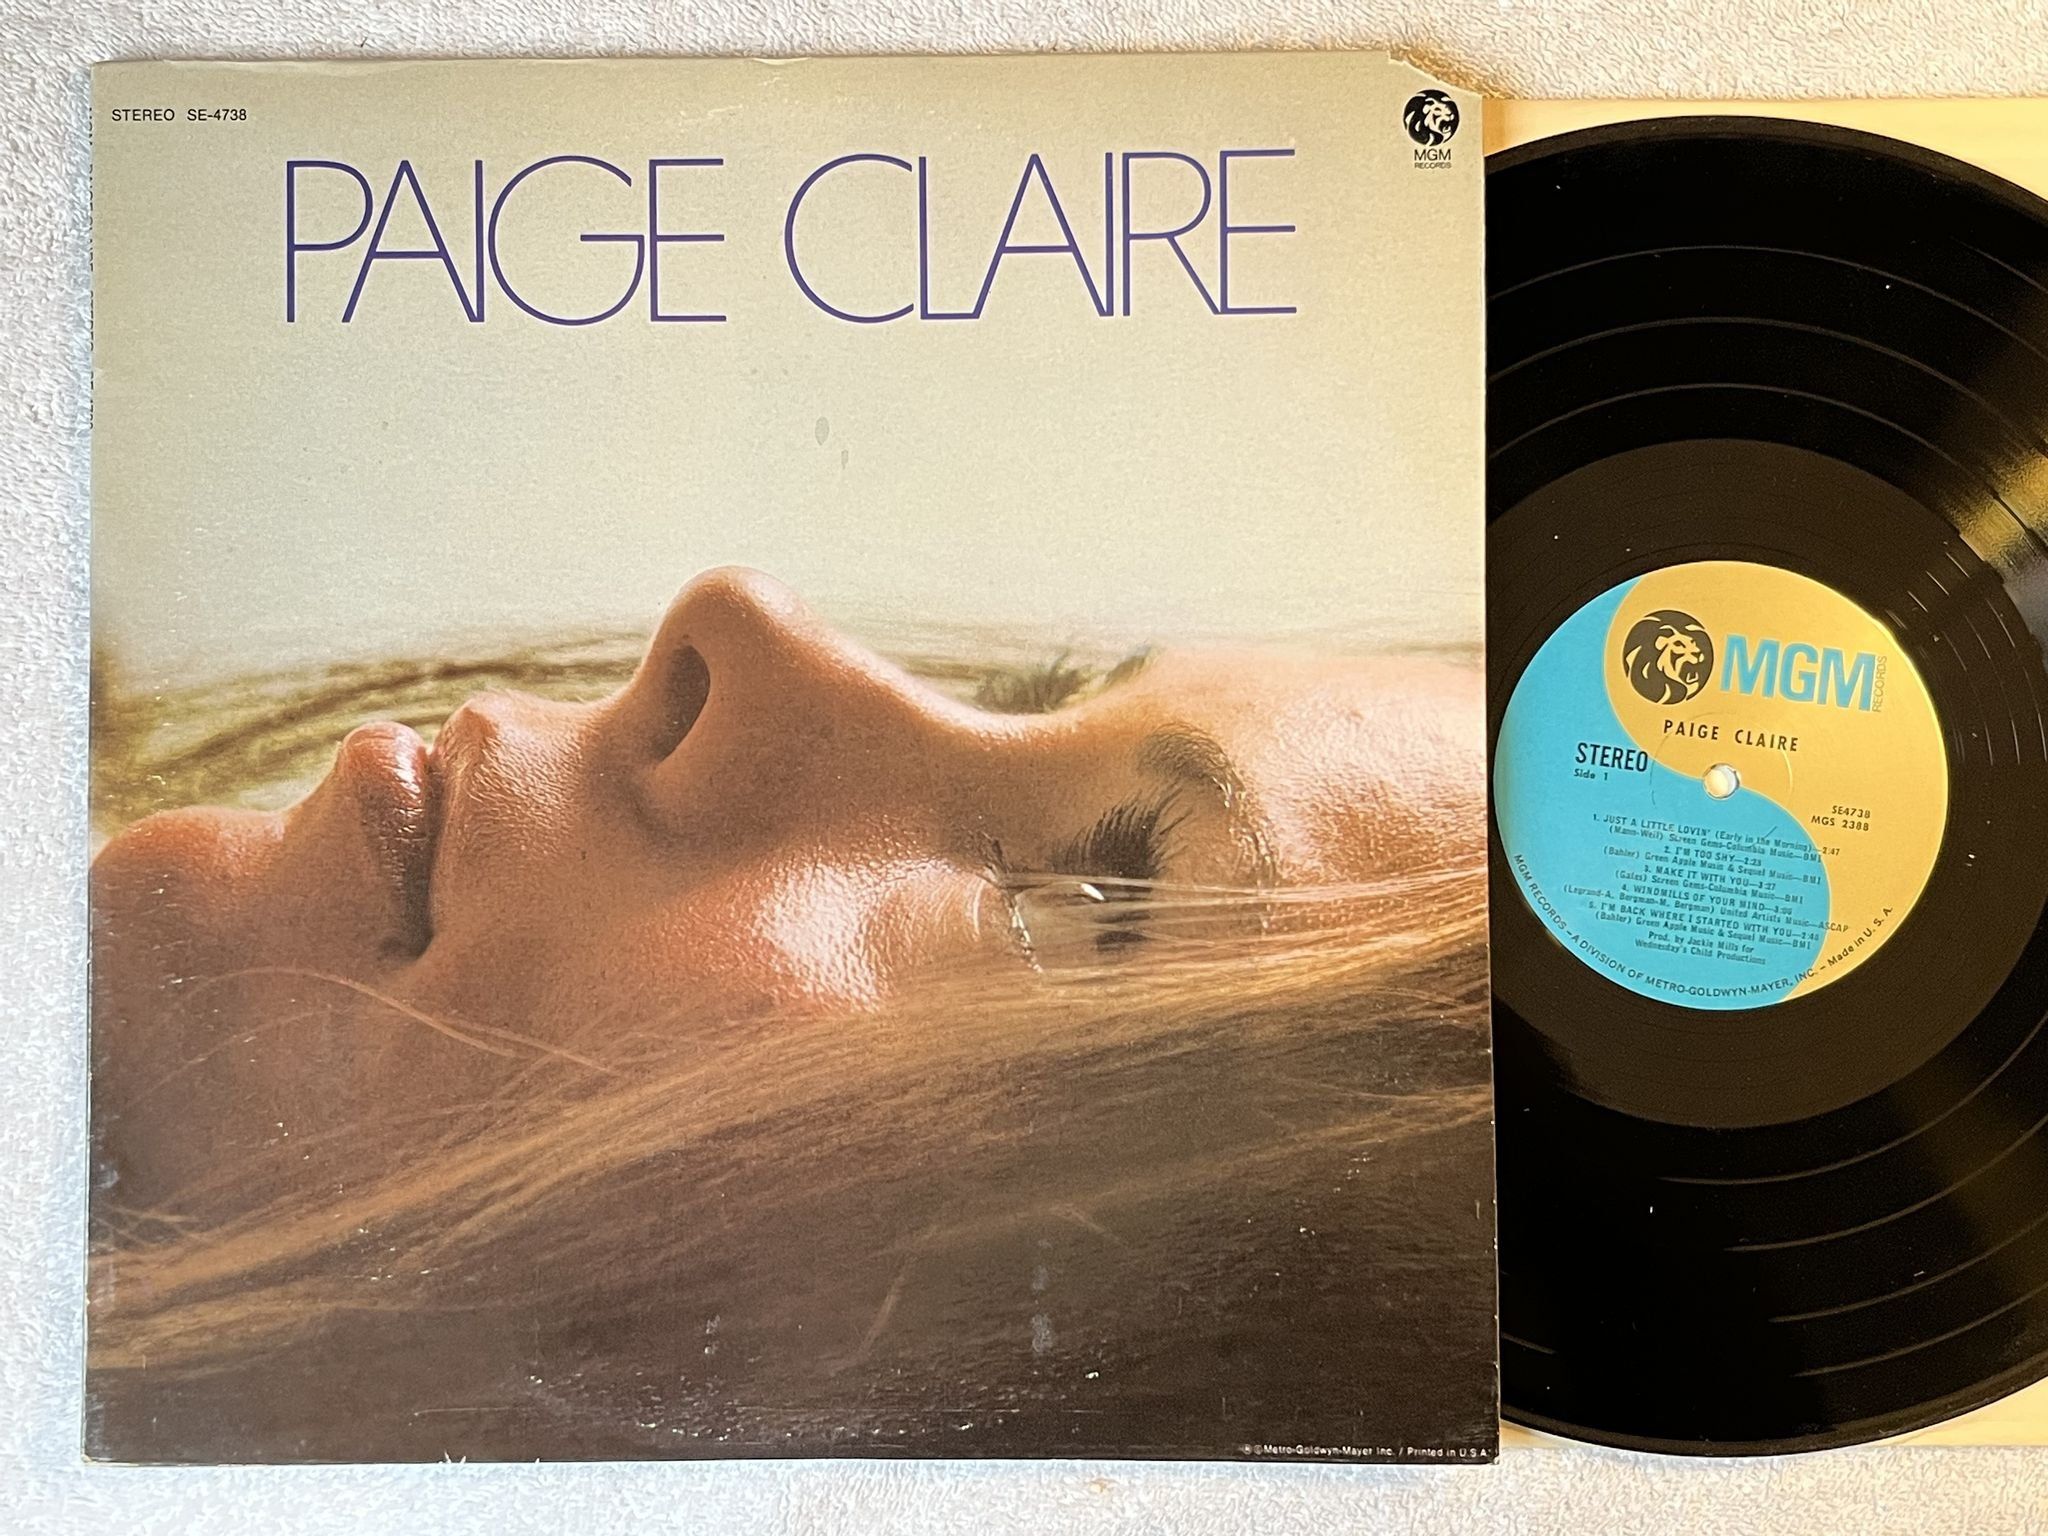 STEREO SE-4738
PAIGE CLAIRE
MGM
RECORDS
℗ ©Metro-Goldwyn-Mayer Inc. / Printed in U.S.A.
MGM RECORDS
PAIGE CLAIRE
STEREO
Side 1
SE4738
MGS 2388
1. JUST A LITTLE LOVIN' (Early in the Morning)—2:47
(Mann-Weil) Screen Gems-Columbia Music—BMI
2. I'M TOO SHY—2:23
(Bahler) Green Apple Music & Sequel Music—BMI
3. MAKE IT WITH YOU—3:27
(Gates) Screen Gems-Columbia Music—BMI
4. WINDMILLS OF YOUR MIND—3:06
(Legrand-A. Bergman-M. Bergman) United Artists Music—ASCAP
5. I'M BACK WHERE I STARTED WITH YOU—2:48
(Bahler) Green Apple Music & Sequel Music—BMI
Prod. by Jackie Mills for
Wednesday's Child Productions
MGM RECORDS – A DIVISION OF METRO-GOLDWYN-MAYER, INC. – Made in U. S. A.